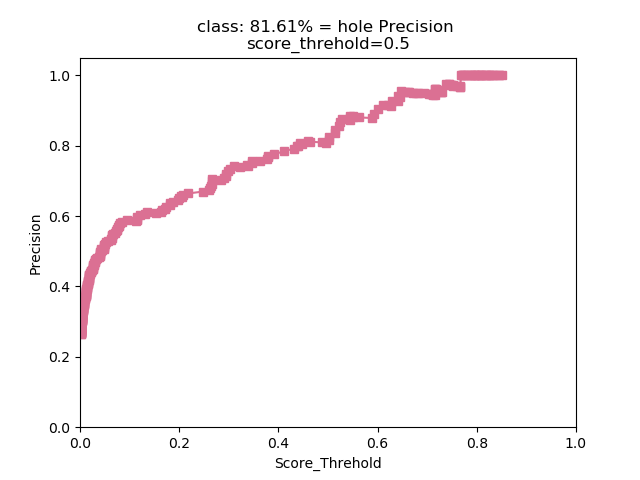 class: 81.61% = hole Precision
score_threhold=0.5
1.0
0.8
0.6
0.4
0.2
0.0
Precision
0.0 0.2 0.4 0.6 0.8 1.0
Score_Threhold